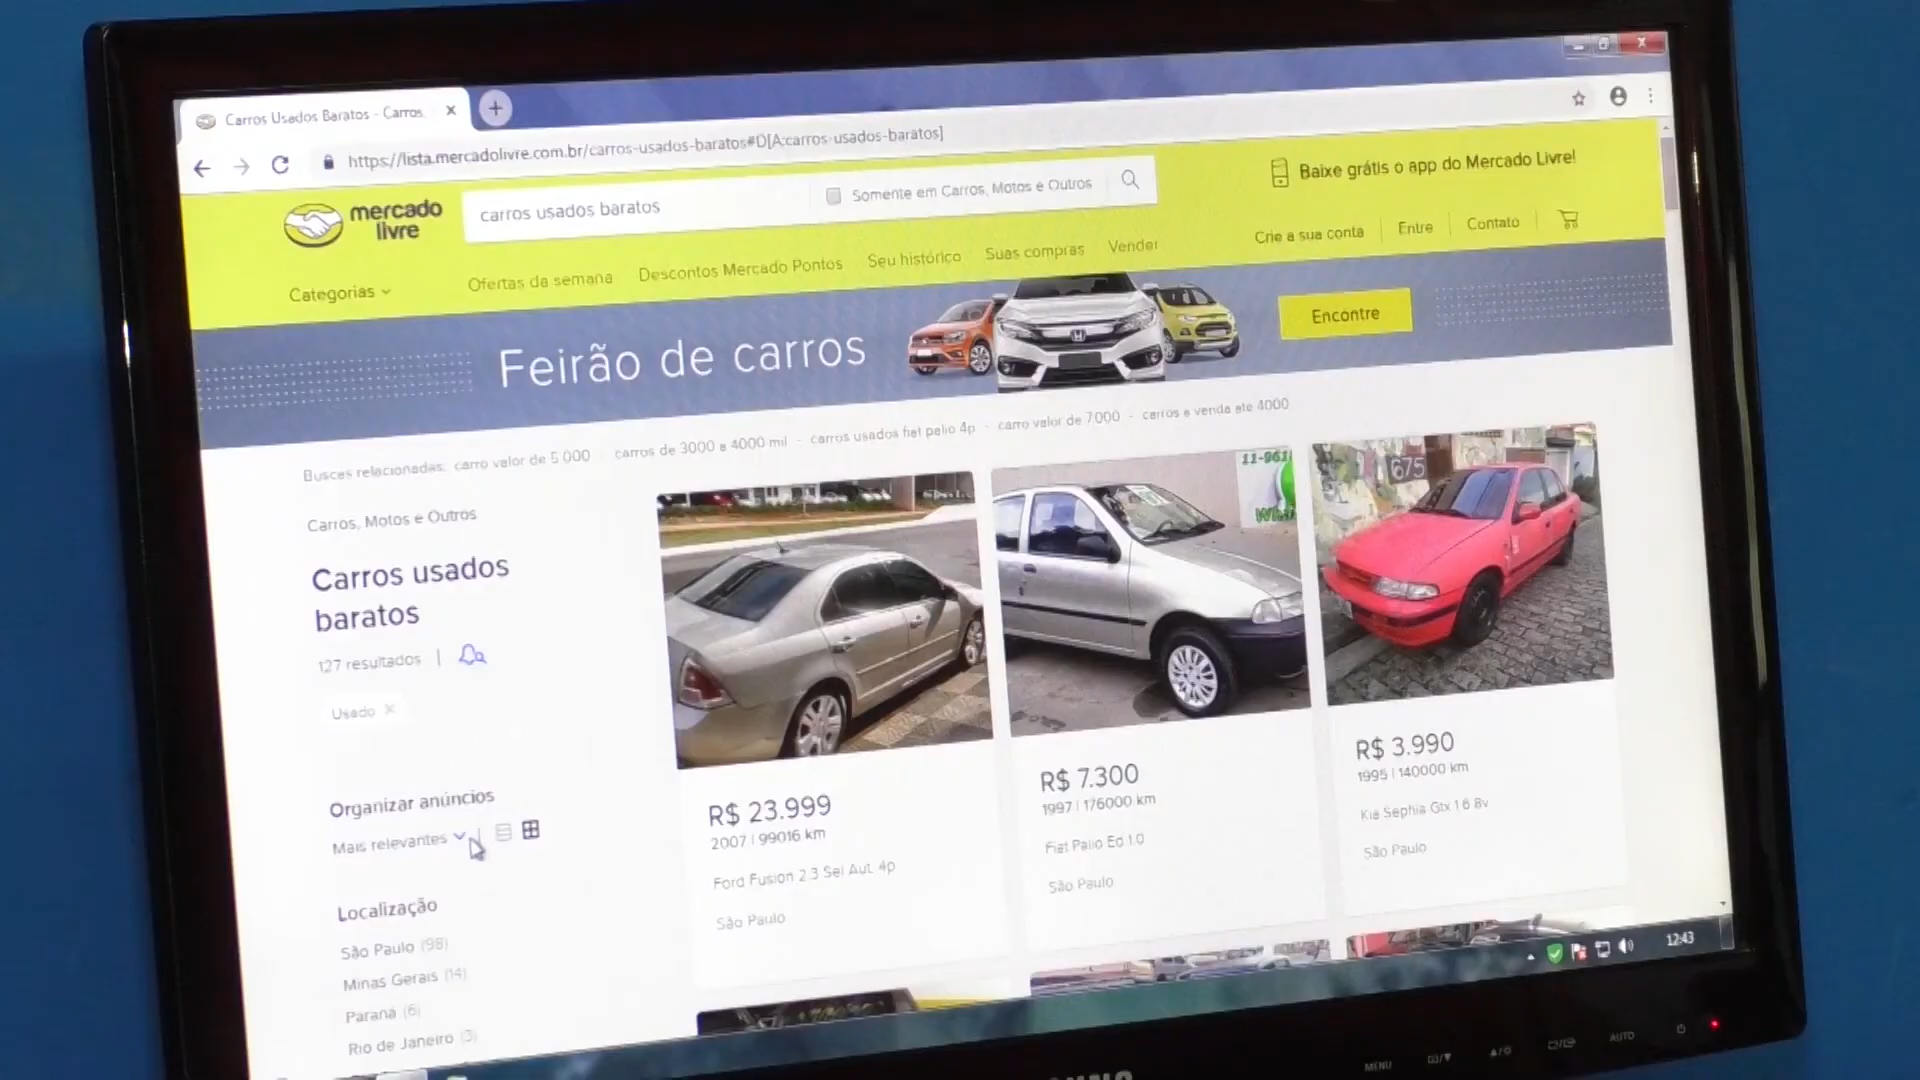 Carros Usados Baratos - Carros
https://lista.mercadolivre.com.br/carros-usados-baratos#D[A:carros-usados-baratos]
mercado
livre
carros usados baratos
Somente em Carros, Motos e Outros
Baixe grátis o app do Mercado Livre!
Categorias
Ofertas da semana
Descontos Mercado Pontos
Seu histórico
Suas compras
Vender
Crie a sua conta
Entre
Contato
Feirão de carros
Encontre
Buscas relacionadas: carro valor de 5 000 - carros de 3000 a 4000 mil - carros usados fiat palio 4p - carro valor de 7.000 - carros a venda ate 4000
Carros, Motos e Outros
Carros usados
baratos
127 resultados
Usado
Organizar anúncios
Mais relevantes
Localização
São Paulo (98)
Minas Gerais (14)
Paraná (6)
Rio de Janeiro (3)
R$ 23.999
2007 | 99016 km
Ford Fusion 2.3 Sel Aut. 4p
São Paulo
11-961
R$ 7.300
1997 | 176000 km
Fiat Palio Ed 1.0
São Paulo
675
R$ 3.990
1995 | 140000 km
Kia Sephia Gtx 1.6 8v
São Paulo
12:43
MENU
AUTO